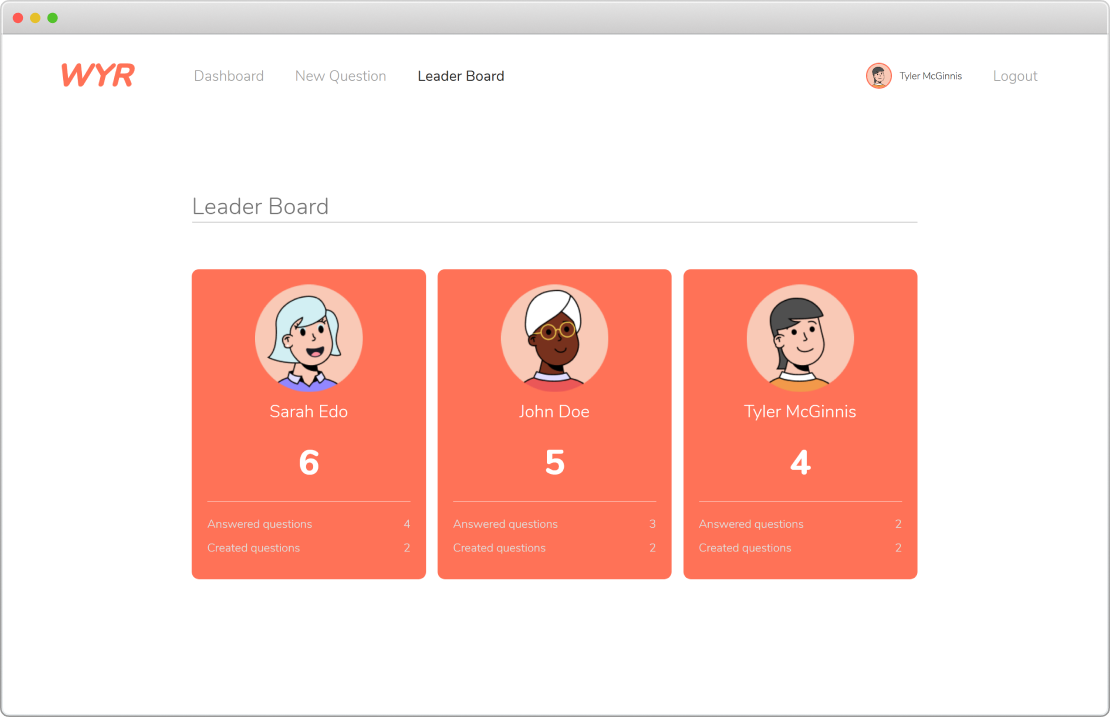 WYR Dashboard New Question Leader Board Tyler McGinnis Logout
Leader Board
Sarah Edo
6
Answered questions 4
Created questions 2
John Doe
5
Answered questions 3
Created questions 2
Tyler McGinnis
4
Answered questions 2
Created questions 2